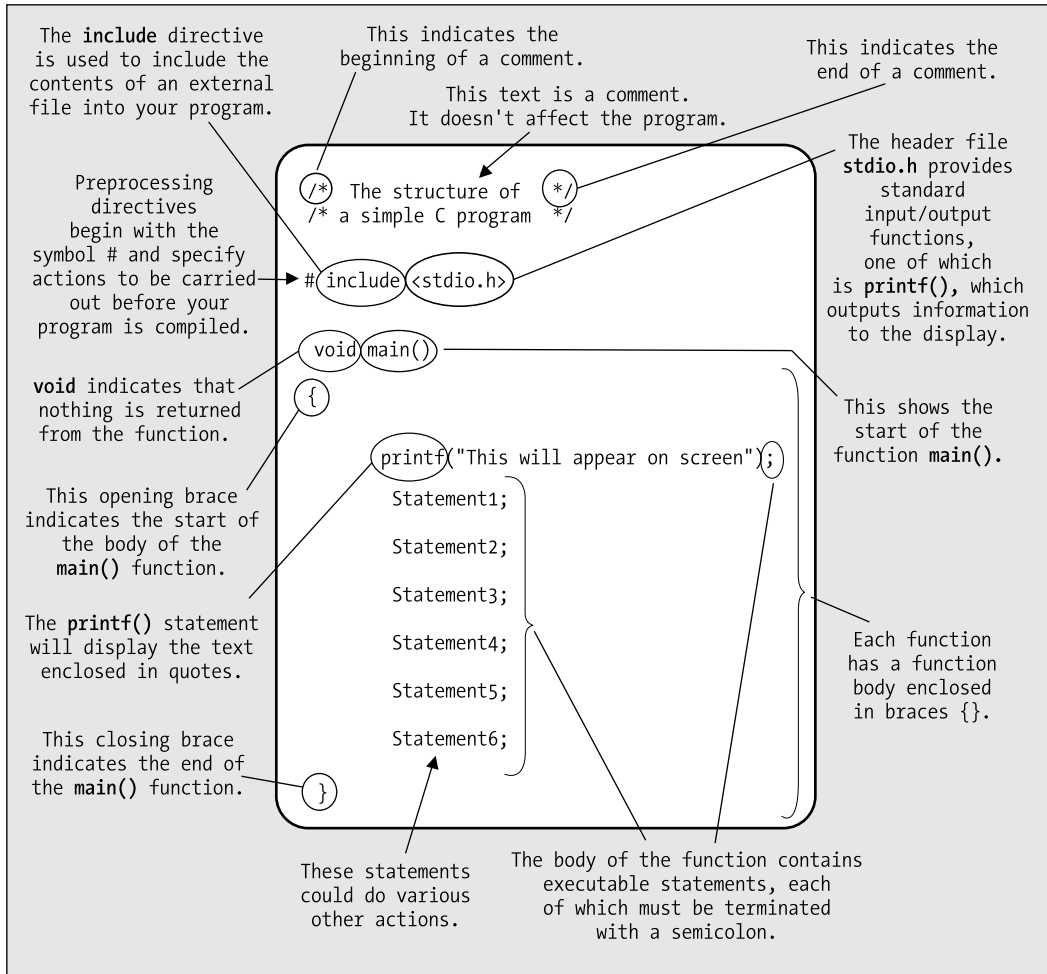 The include directive
is used to include the
contents of an external
file into your program.
This indicates the
beginning of a comment.
This text is a comment.
It doesn't affect the program.
This indicates the
end of a comment.
The header file
stdio.h provides
standard
input/output
functions,
one of which
is printf(), which
outputs information
to the display.
Preprocessing
directives
begin with the
symbol # and specify
actions to be carried
out before your
program is compiled.
/* The structure of */
/* a simple C program */
# include <stdio.h>
void main()
{
printf("This will appear on screen");
Statement1;
Statement2;
Statement3;
Statement4;
Statement5;
Statement6;
}
void indicates that
nothing is returned
from the function.
This opening brace
indicates the start of
the body of the
main() function.
The printf() statement
will display the text
enclosed in quotes.
This closing brace
indicates the end of
the main() function.
This shows the
start of the
function main().
Each function
has a function
body enclosed
in braces {}.
These statements
could do various
other actions.
The body of the function contains
executable statements, each
of which must be terminated
with a semicolon.